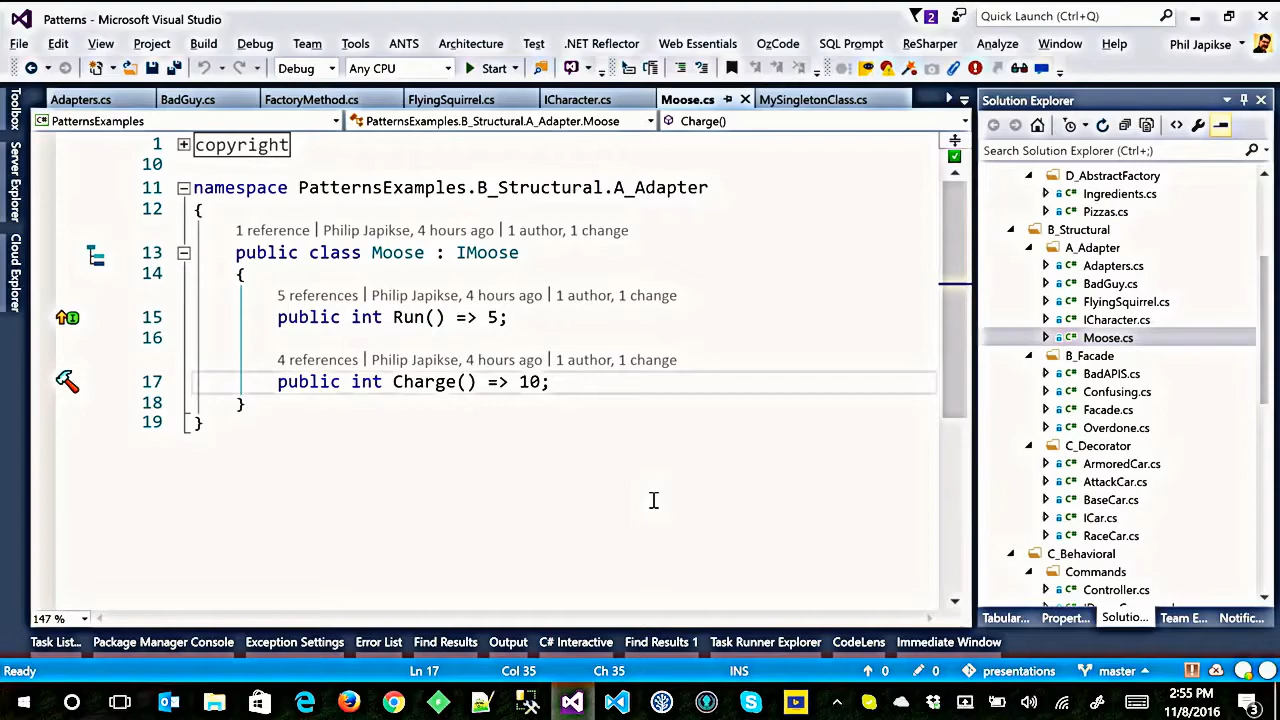 Patterns - Microsoft Visual Studio
2
Quick Launch (Ctrl+Q)
File Edit View Project Build Debug Team Tools ANTS Architecture Test .NET Reflector Web Essentials OzCode SQL Prompt ReSharper Analyze Window Help
Phil Japikse
Debug Any CPU Start
Toolbox
Server Explorer
Cloud Explorer
Adapters.cs BadGuy.cs FactoryMethod.cs FlyingSquirrel.cs ICharacter.cs Moose.cs MySingletonClass.cs
PatternsExamples PatternsExamples.B_Structural.A_Adapter.Moose Charge()
1 copyright
10
11 namespace PatternsExamples.B_Structural.A_Adapter
12 {
1 reference | Philip Japikse, 4 hours ago | 1 author, 1 change
13 public class Moose : IMoose
14 {
5 references | Philip Japikse, 4 hours ago | 1 author, 1 change
15 public int Run() => 5;
16
4 references | Philip Japikse, 4 hours ago | 1 author, 1 change
17 public int Charge() => 10;
18 }
19 }
147 %
Solution Explorer
Search Solution Explorer (Ctrl+;)
D_AbstractFactory
Ingredients.cs
Pizzas.cs
B_Structural
A_Adapter
Adapters.cs
BadGuy.cs
FlyingSquirrel.cs
ICharacter.cs
Moose.cs
B_Facade
BadAPIS.cs
Confusing.cs
Facade.cs
Overdone.cs
C_Decorator
ArmoredCar.cs
AttackCar.cs
BaseCar.cs
ICar.cs
RaceCar.cs
C_Behavioral
Commands
Controller.cs
Tabular... Propert... Solutio... Team E... Notific...
Task List... Package Manager Console Exception Settings Error List Find Results Output C# Interactive Find Results 1 Task Runner Explorer CodeLens Immediate Window
Ready Ln 17 Col 35 Ch 35 INS 0 0 presentations master
2:55 PM
11/8/2016
3